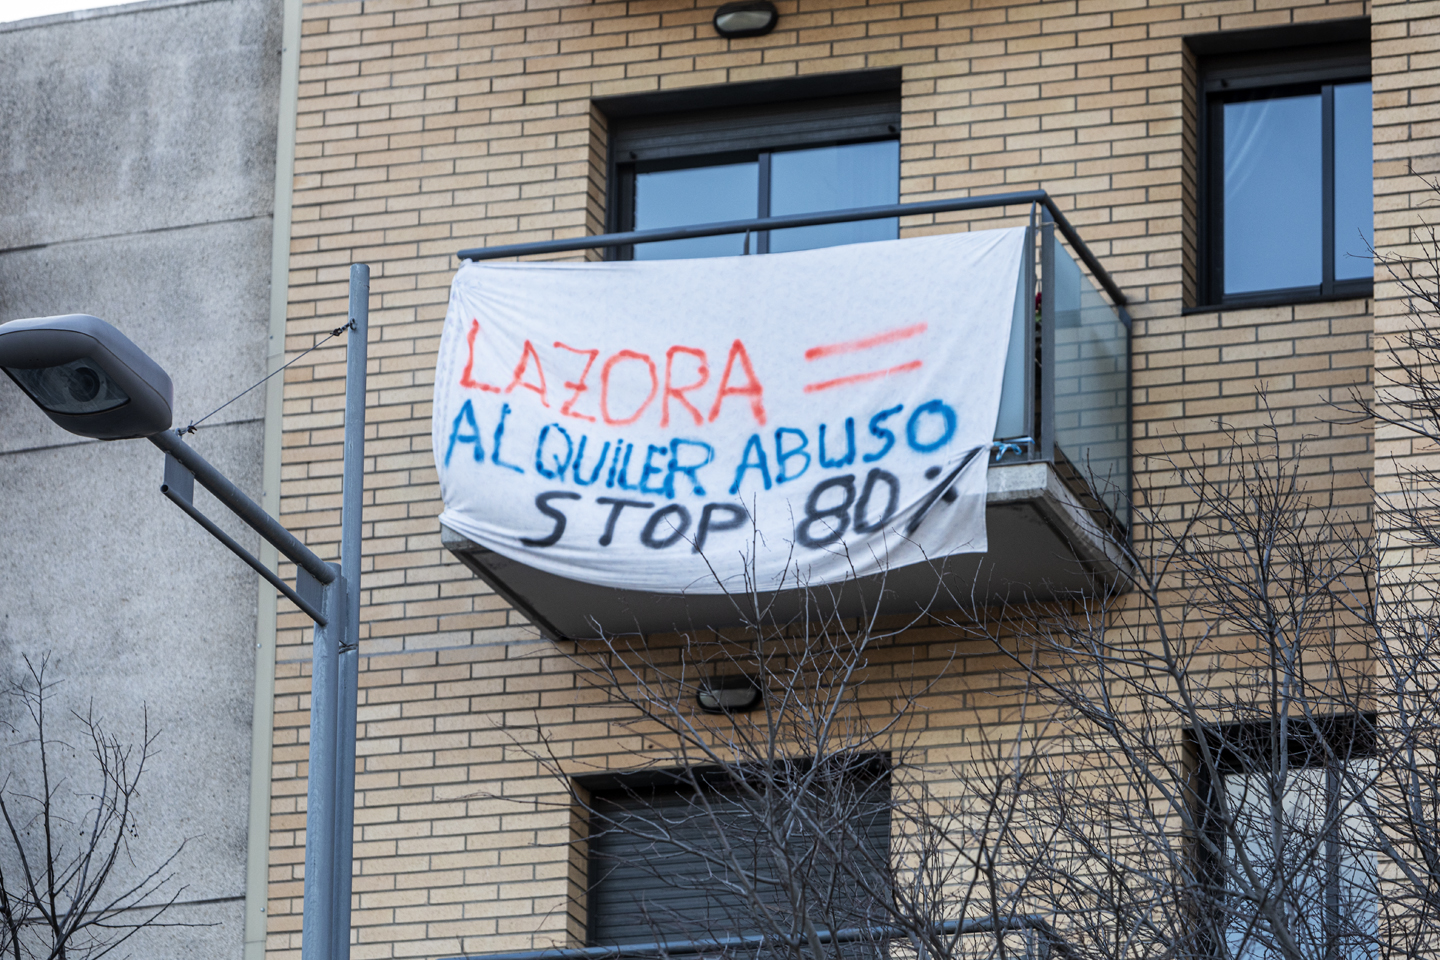 LAZORA =
ALQUILER ABUSO
STOP 80%